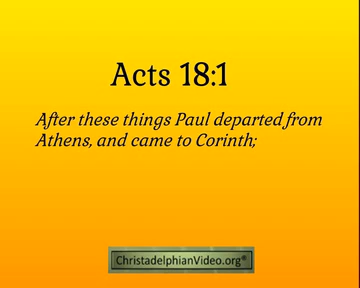 Acts 18:1
After these things Paul departed from
Athens, and came to Corinth;
ChristadelphianVideo.org®